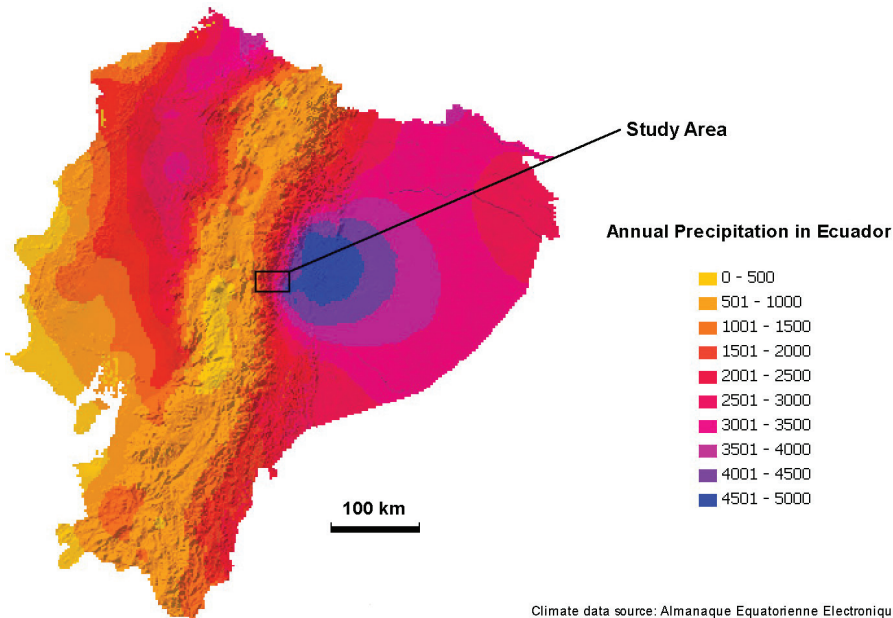 Study Area
Annual Precipitation in Ecuador
0 - 500
501 - 1000
1001 - 1500
1501 - 2000
2001 - 2500
2501 - 3000
3001 - 3500
3501 - 4000
4001 - 4500
4501 - 5000
100 km
Climate data source: Almanaque Equatorienne Electroniqu